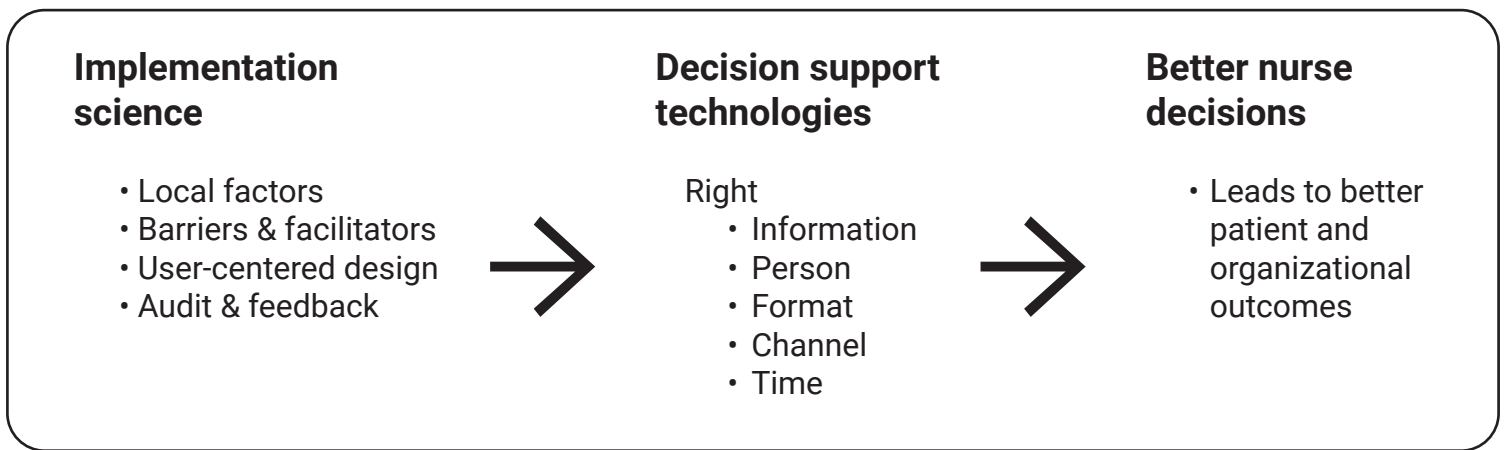 Implementation
science
• Local factors
• Barriers & facilitators
• User-centered design
• Audit & feedback
Decision support
technologies
Right
• Information
• Person
• Format
• Channel
• Time
Better nurse
decisions
• Leads to better
patient and
organizational
outcomes